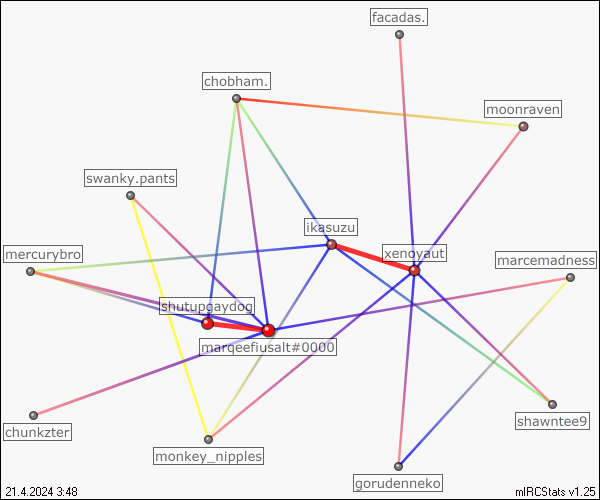 facadas.
chobham.
moonraven
swanky.pants
ikasuzu
mercurybro
xenoyaut
marcemadness
shutupgaydog
marqeefiusalt#0000
shawntee9
chunkzter
monkey_nipples
gorudenneko
21.4.2024 3:48
mIRCStats v1.25